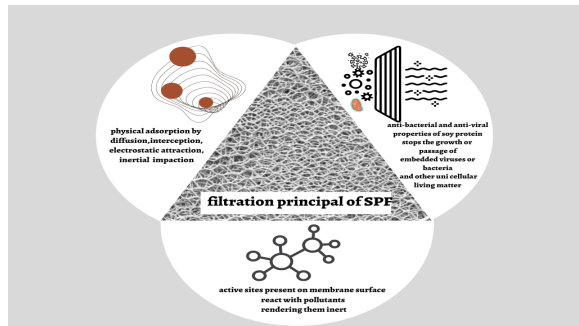 physical adsorption by
diffusion,interception,
electrostatic attraction,
inertial impaction
anti-bacterial and anti-viral
properties of soy protein
stops the growth or
passage of
embedded viruses or
bacteria
and other uni cellular
living matter
filtration principal of SPF
active sites present on membrane surface
react with pollutants
rendering them inert